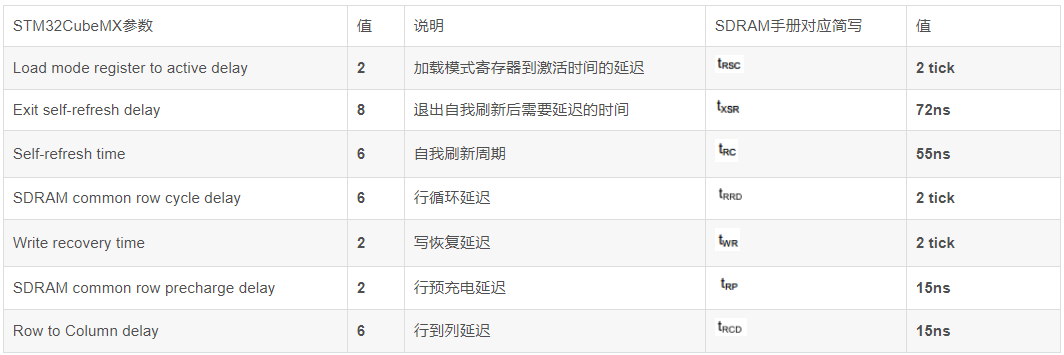 STM32CubeMX参数 值 说明 SDRAM手册对应简写 值
Load mode register to active delay 2 加载模式寄存器到激活时间的延迟 tRSC 2 tick
Exit self-refresh delay 8 退出自我刷新后需要延迟的时间 tXSR 72ns
Self-refresh time 6 自我刷新周期 tRC 55ns
SDRAM common row cycle delay 6 行循环延迟 tRRD 2 tick
Write recovery time 2 写恢复延迟 tWR 2 tick
SDRAM common row precharge delay 2 行预充电延迟 tRP 15ns
Row to Column delay 6 行到列延迟 tRCD 15ns